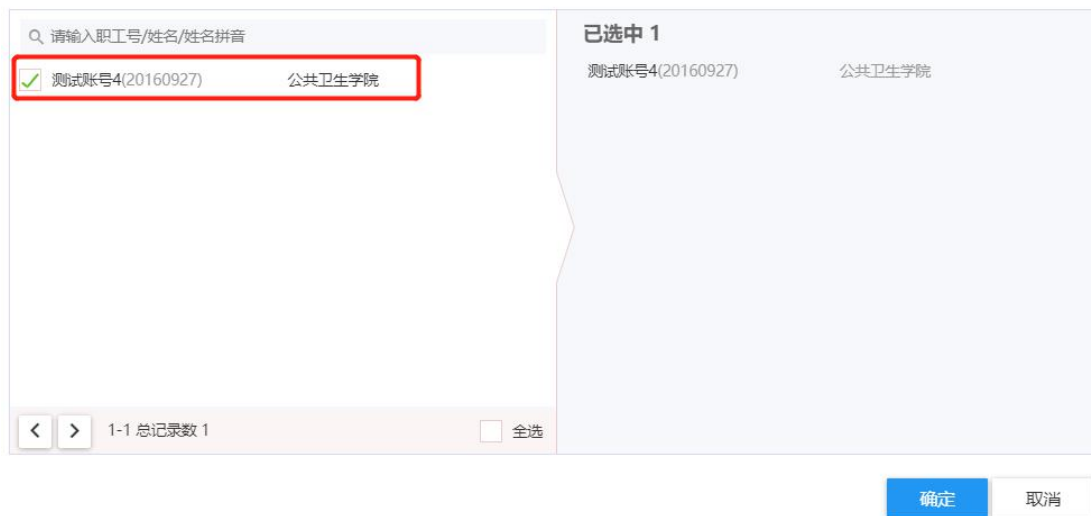 请输入职工号/姓名/姓名拼音
测试账号4(20160927) 公共卫生学院
1-1 总记录数 1
全选
已选中 1
测试账号4(20160927) 公共卫生学院
确定 取消